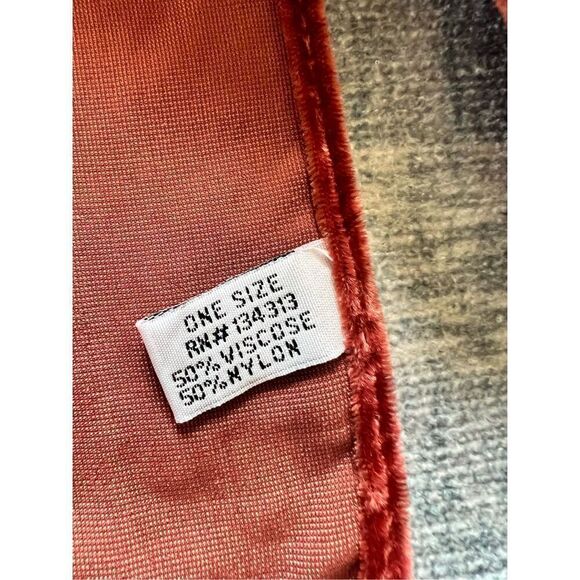 ONE SIZE
RN# 134313
50% VISCOSE
50% NYLON